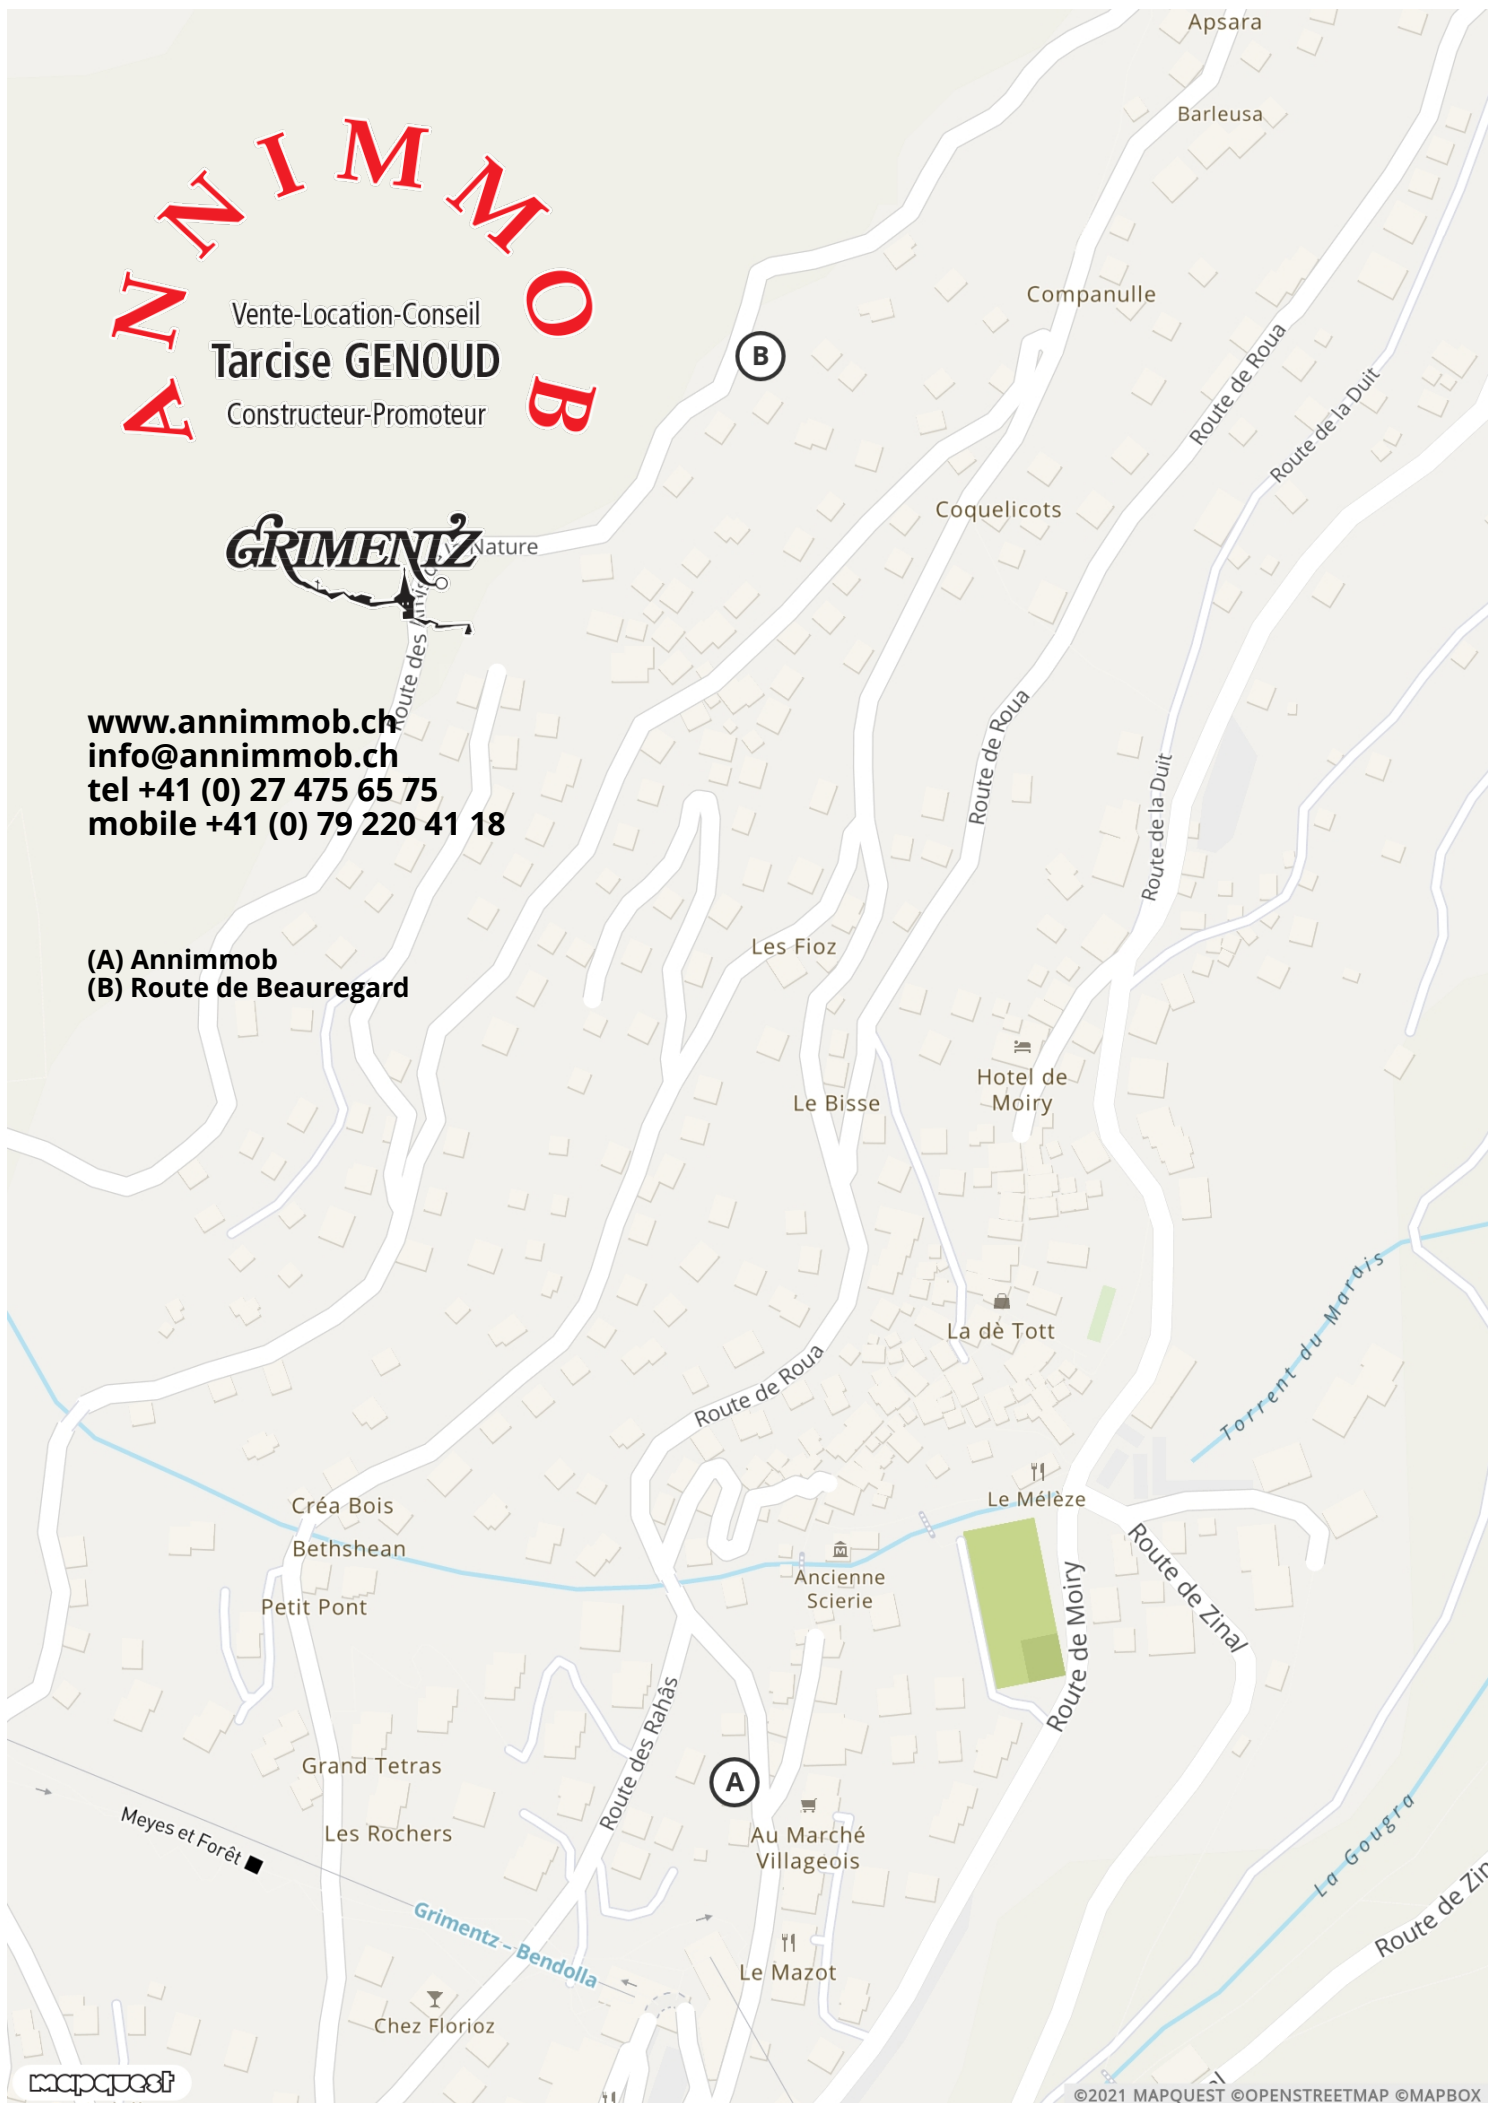 Apsara
Barleusa
ANNIMMOB
Vente-Location-Conseil
Tarcise GENOUD
Constructeur-Promoteur
Companulle
B
Route de Roua
Route de la Duit
Coquelicots
GRIMENTZ
Route des Amis de la Nature
www.annimmob.ch
info@annimmob.ch
tel +41 (0) 27 475 65 75
mobile +41 (0) 79 220 41 18
Route de Roua
Route de la Duit
Les Fioz
(A) Annimmob
(B) Route de Beauregard
Hotel de
Moiry
Le Bisse
La dè Tott
Torrent du Marais
Route de Roua
Le Mélèze
Créa Bois
Bethshean
Petit Pont
Ancienne
Scierie
Route de Moiry
Route de Zinal
Route des Rahâs
Grand Tetras
A
Meyes et Forêt
Les Rochers
Au Marché
Villageois
La Gougra
Route de Zin
Grimentz – Bendolla
Le Mazot
Chez Florioz
mapquest
©2021 MAPQUEST ©OPENSTREETMAP ©MAPBOX